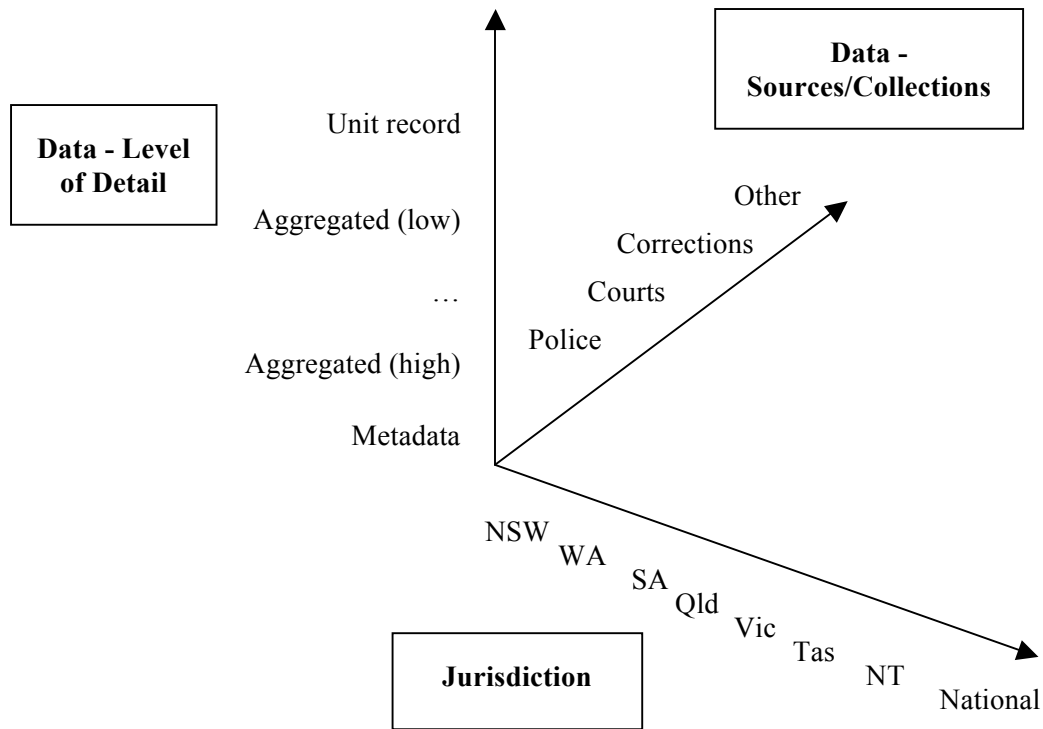 Data -
Sources/Collections
Data - Level
of Detail
Unit record
Aggregated (low)
…
Aggregated (high)
Metadata
Other
Corrections
Courts
Police
NSW
WA
SA
Qld
Vic
Tas
NT
National
Jurisdiction